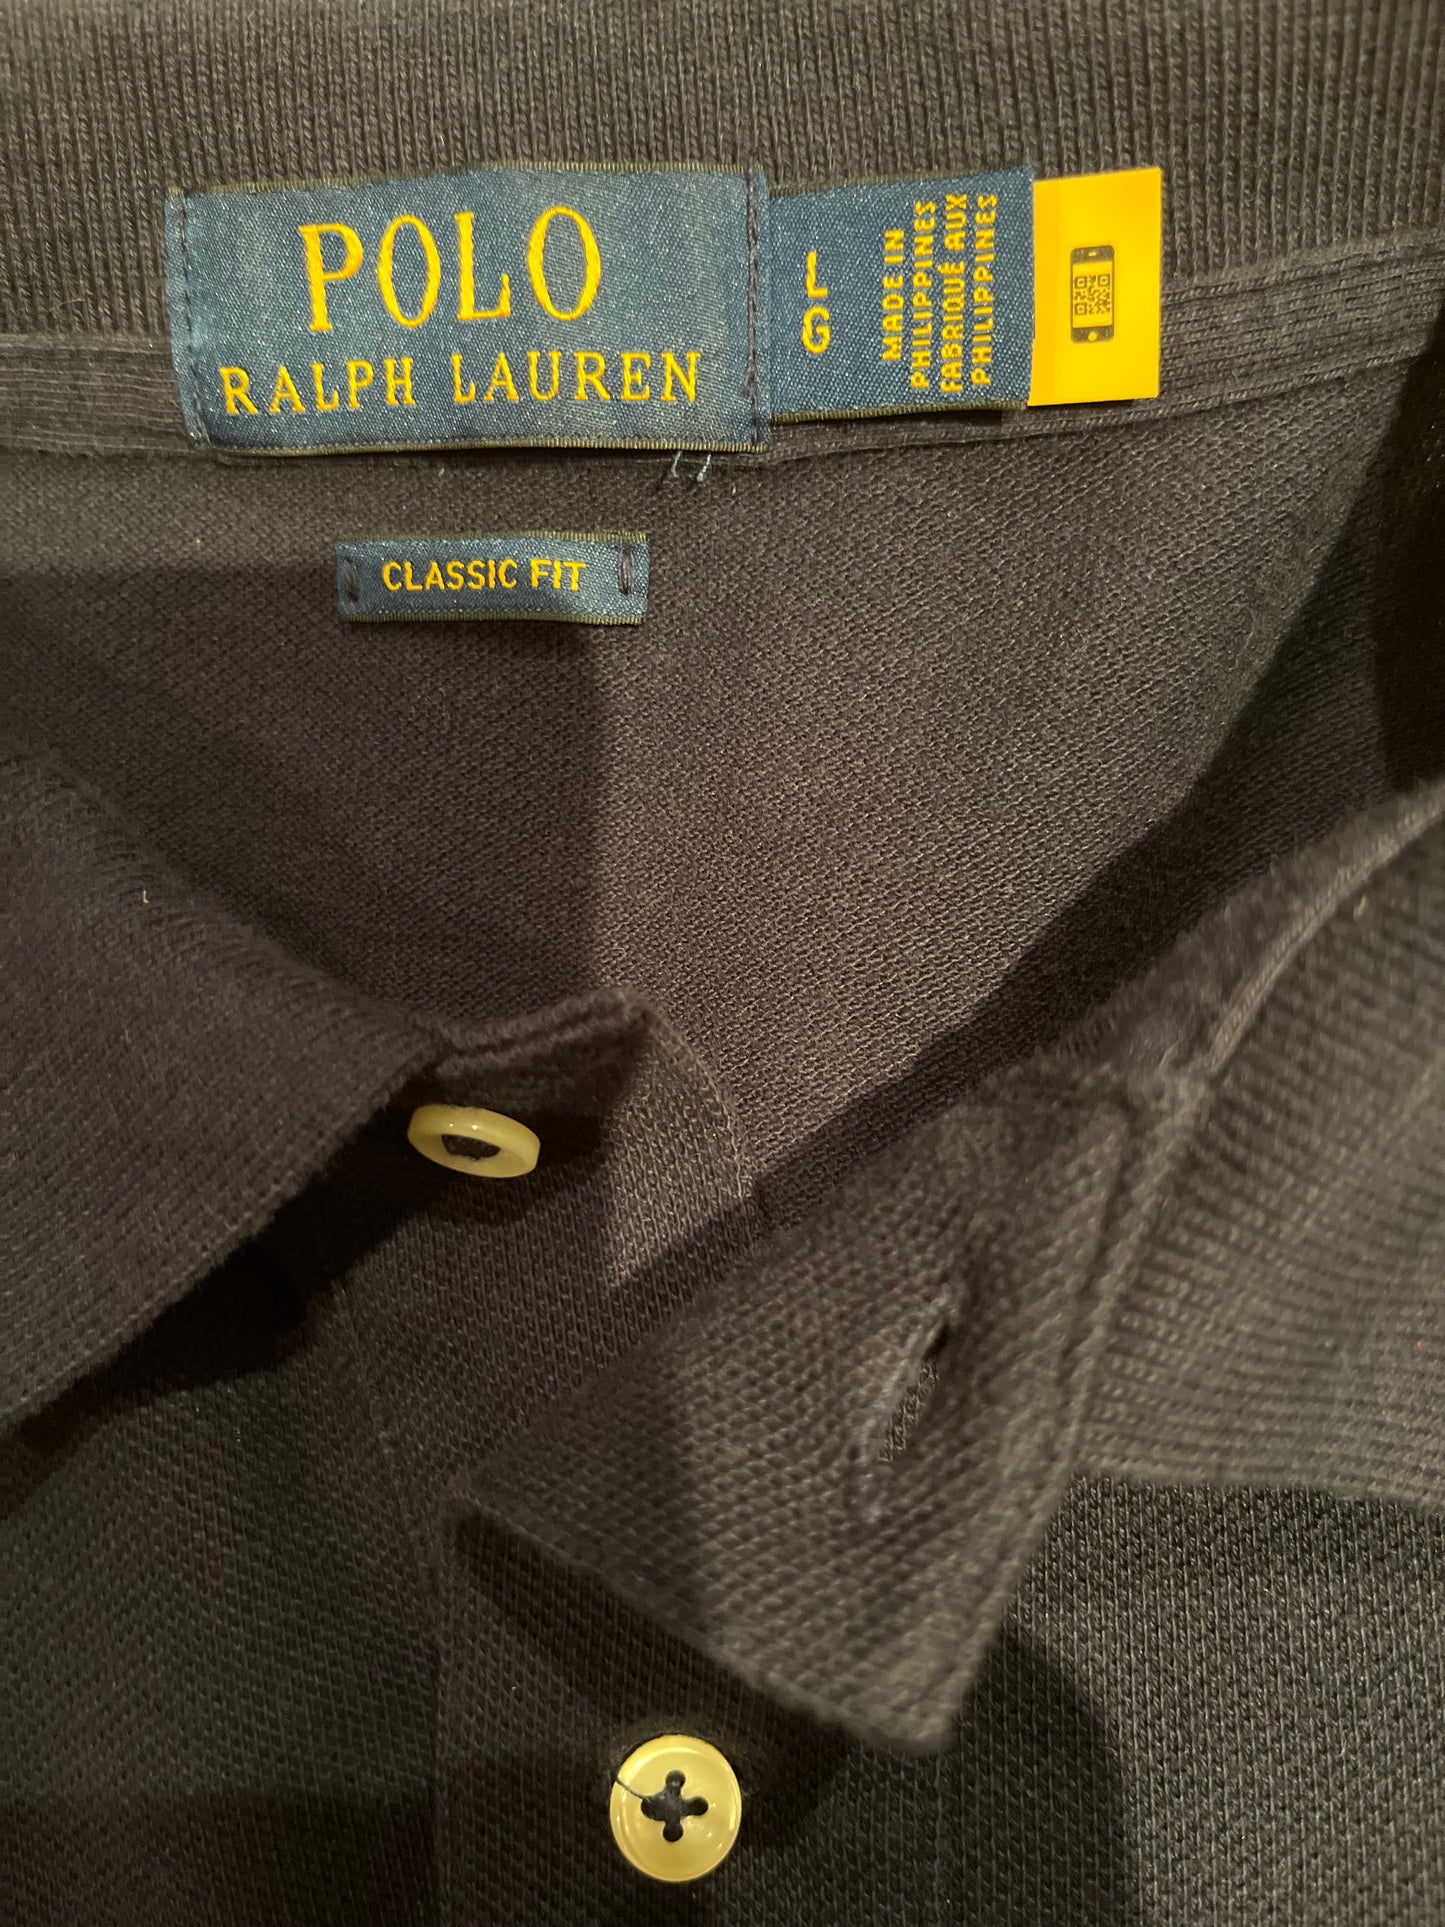 POLO
RALPH LAUREN
L
G
MADE IN
PHILIPPINES
FABRIQUÉ AUX
PHILIPPINES
CLASSIC FIT